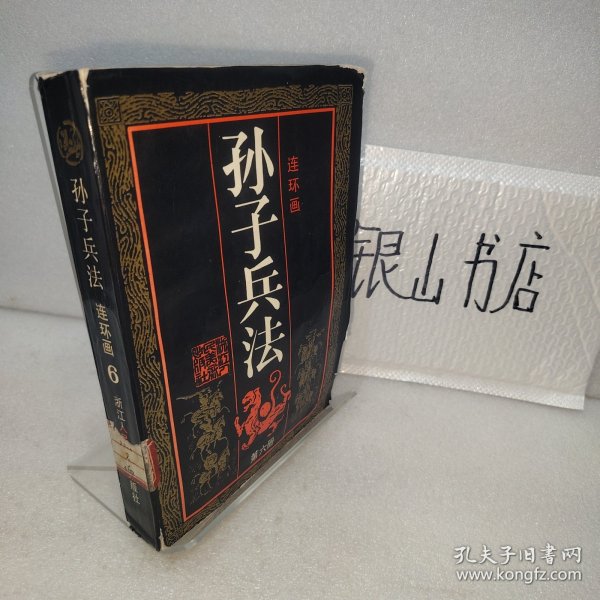 孙子兵法
连环画
第六册
孙子兵法
连环画
6
浙江人
版社
银山书店
孔夫子旧书网
www.kongfz.com